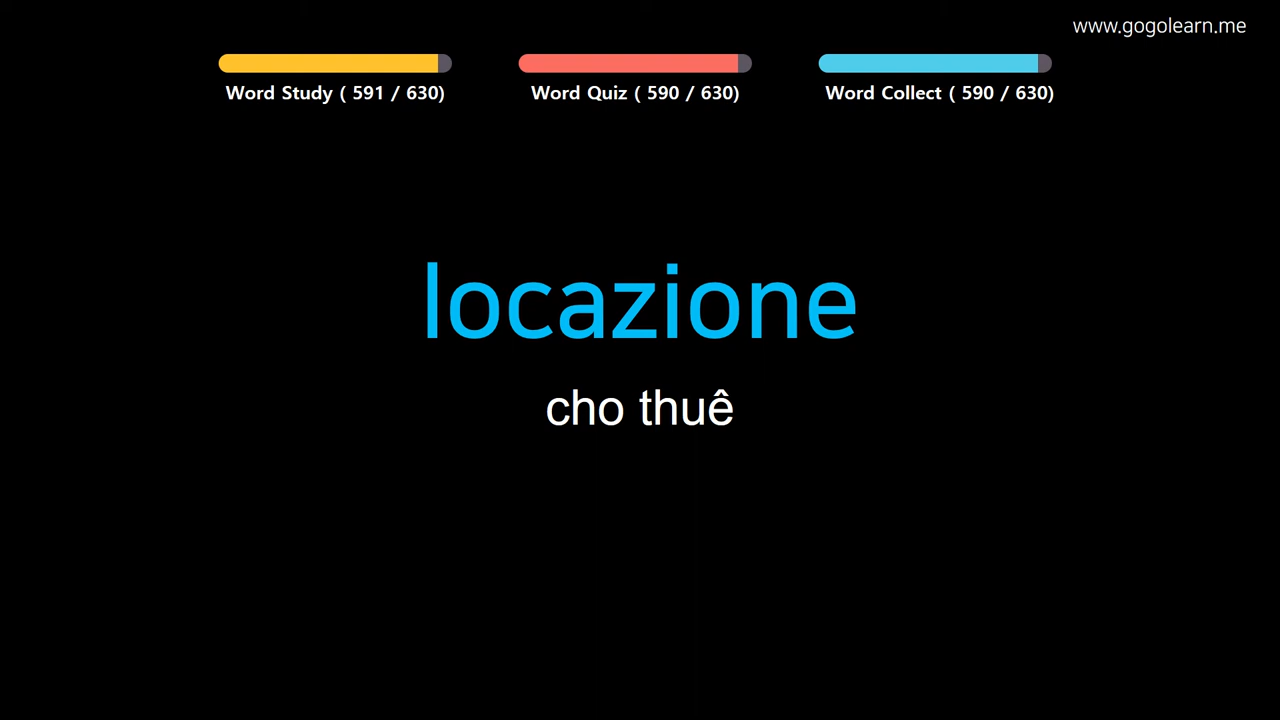 www.gogolearn.me
Word Study ( 591 / 630)
Word Quiz ( 590 / 630)
Word Collect ( 590 / 630)
locazione
cho thuê